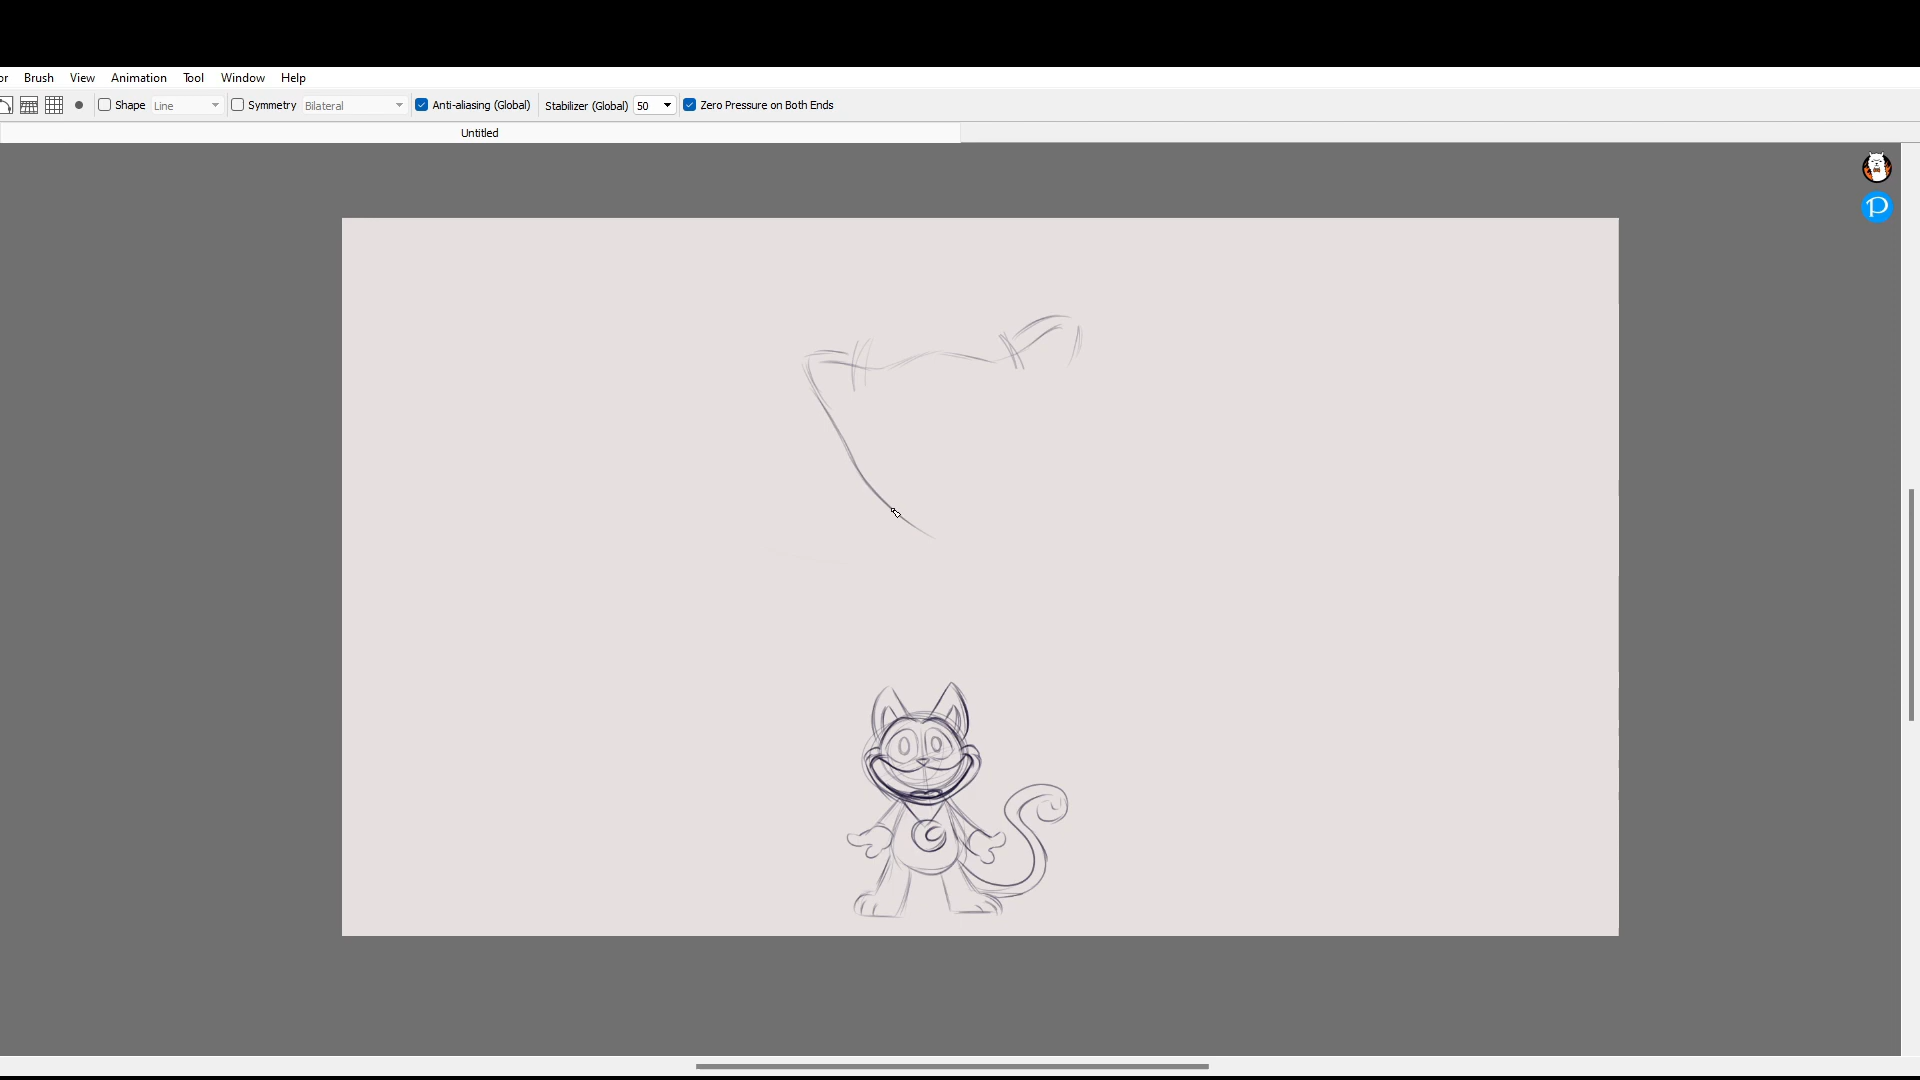 or Brush View Animation Tool Window Help
Shape Line Symmetry Bilateral Anti-aliasing (Global) Stabilizer (Global) 50 Zero Pressure on Both Ends
Untitled
P